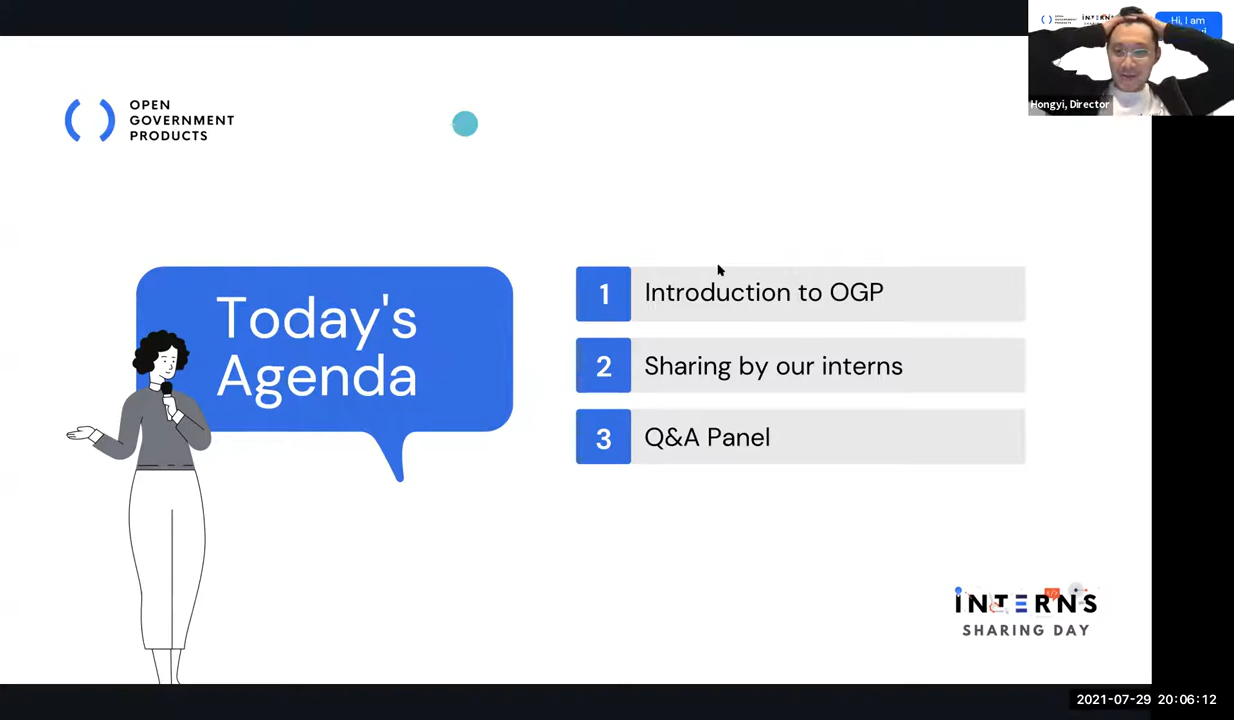 OPEN
GOVERNMENT
PRODUCTS
Hi, I am
Hongyi, Director
Today's
Agenda
1 Introduction to OGP
2 Sharing by our interns
3 Q&A Panel
INTERNS
SHARING DAY
2021-07-29 20:06:12